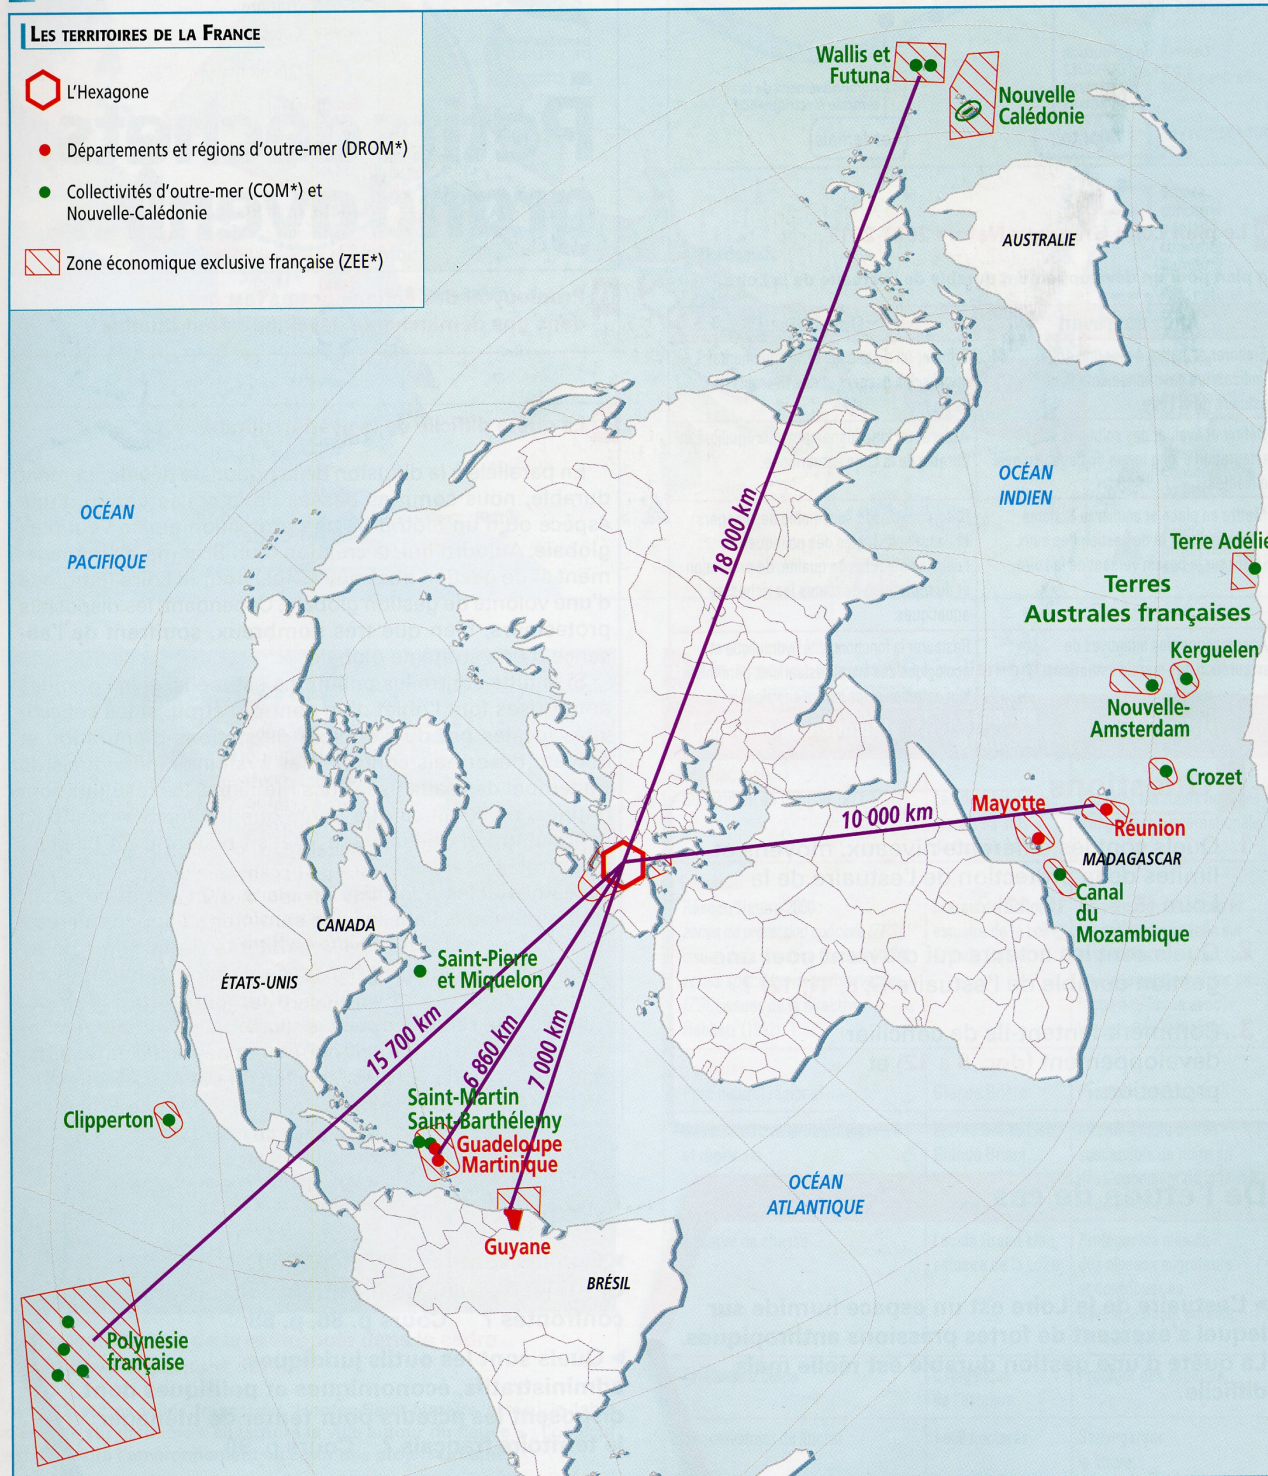 LES TERRITOIRES DE LA FRANCE
L'Hexagone
Départements et régions d'outre-mer (DROM*)
Collectivités d'outre-mer (COM*) et
Nouvelle-Calédonie
Zone économique exclusive française (ZEE*)
Wallis et
Futuna
Nouvelle
Calédonie
AUSTRALIE
OCÉAN
INDIEN
OCÉAN
PACIFIQUE
18 000 km
Terre Adélie
Terres
Australes françaises
Kerguelen
Nouvelle-
Amsterdam
Crozet
10 000 km
Mayotte
Réunion
MADAGASCAR
Canal
du
Mozambique
CANADA
ÉTATS-UNIS
Saint-Pierre
et Miquelon
15 700 km
6 860 km
7 000 km
Saint-Martin
Saint-Barthélemy
Guadeloupe
Martinique
Clipperton
Guyane
OCÉAN
ATLANTIQUE
BRÉSIL
Polynésie
française